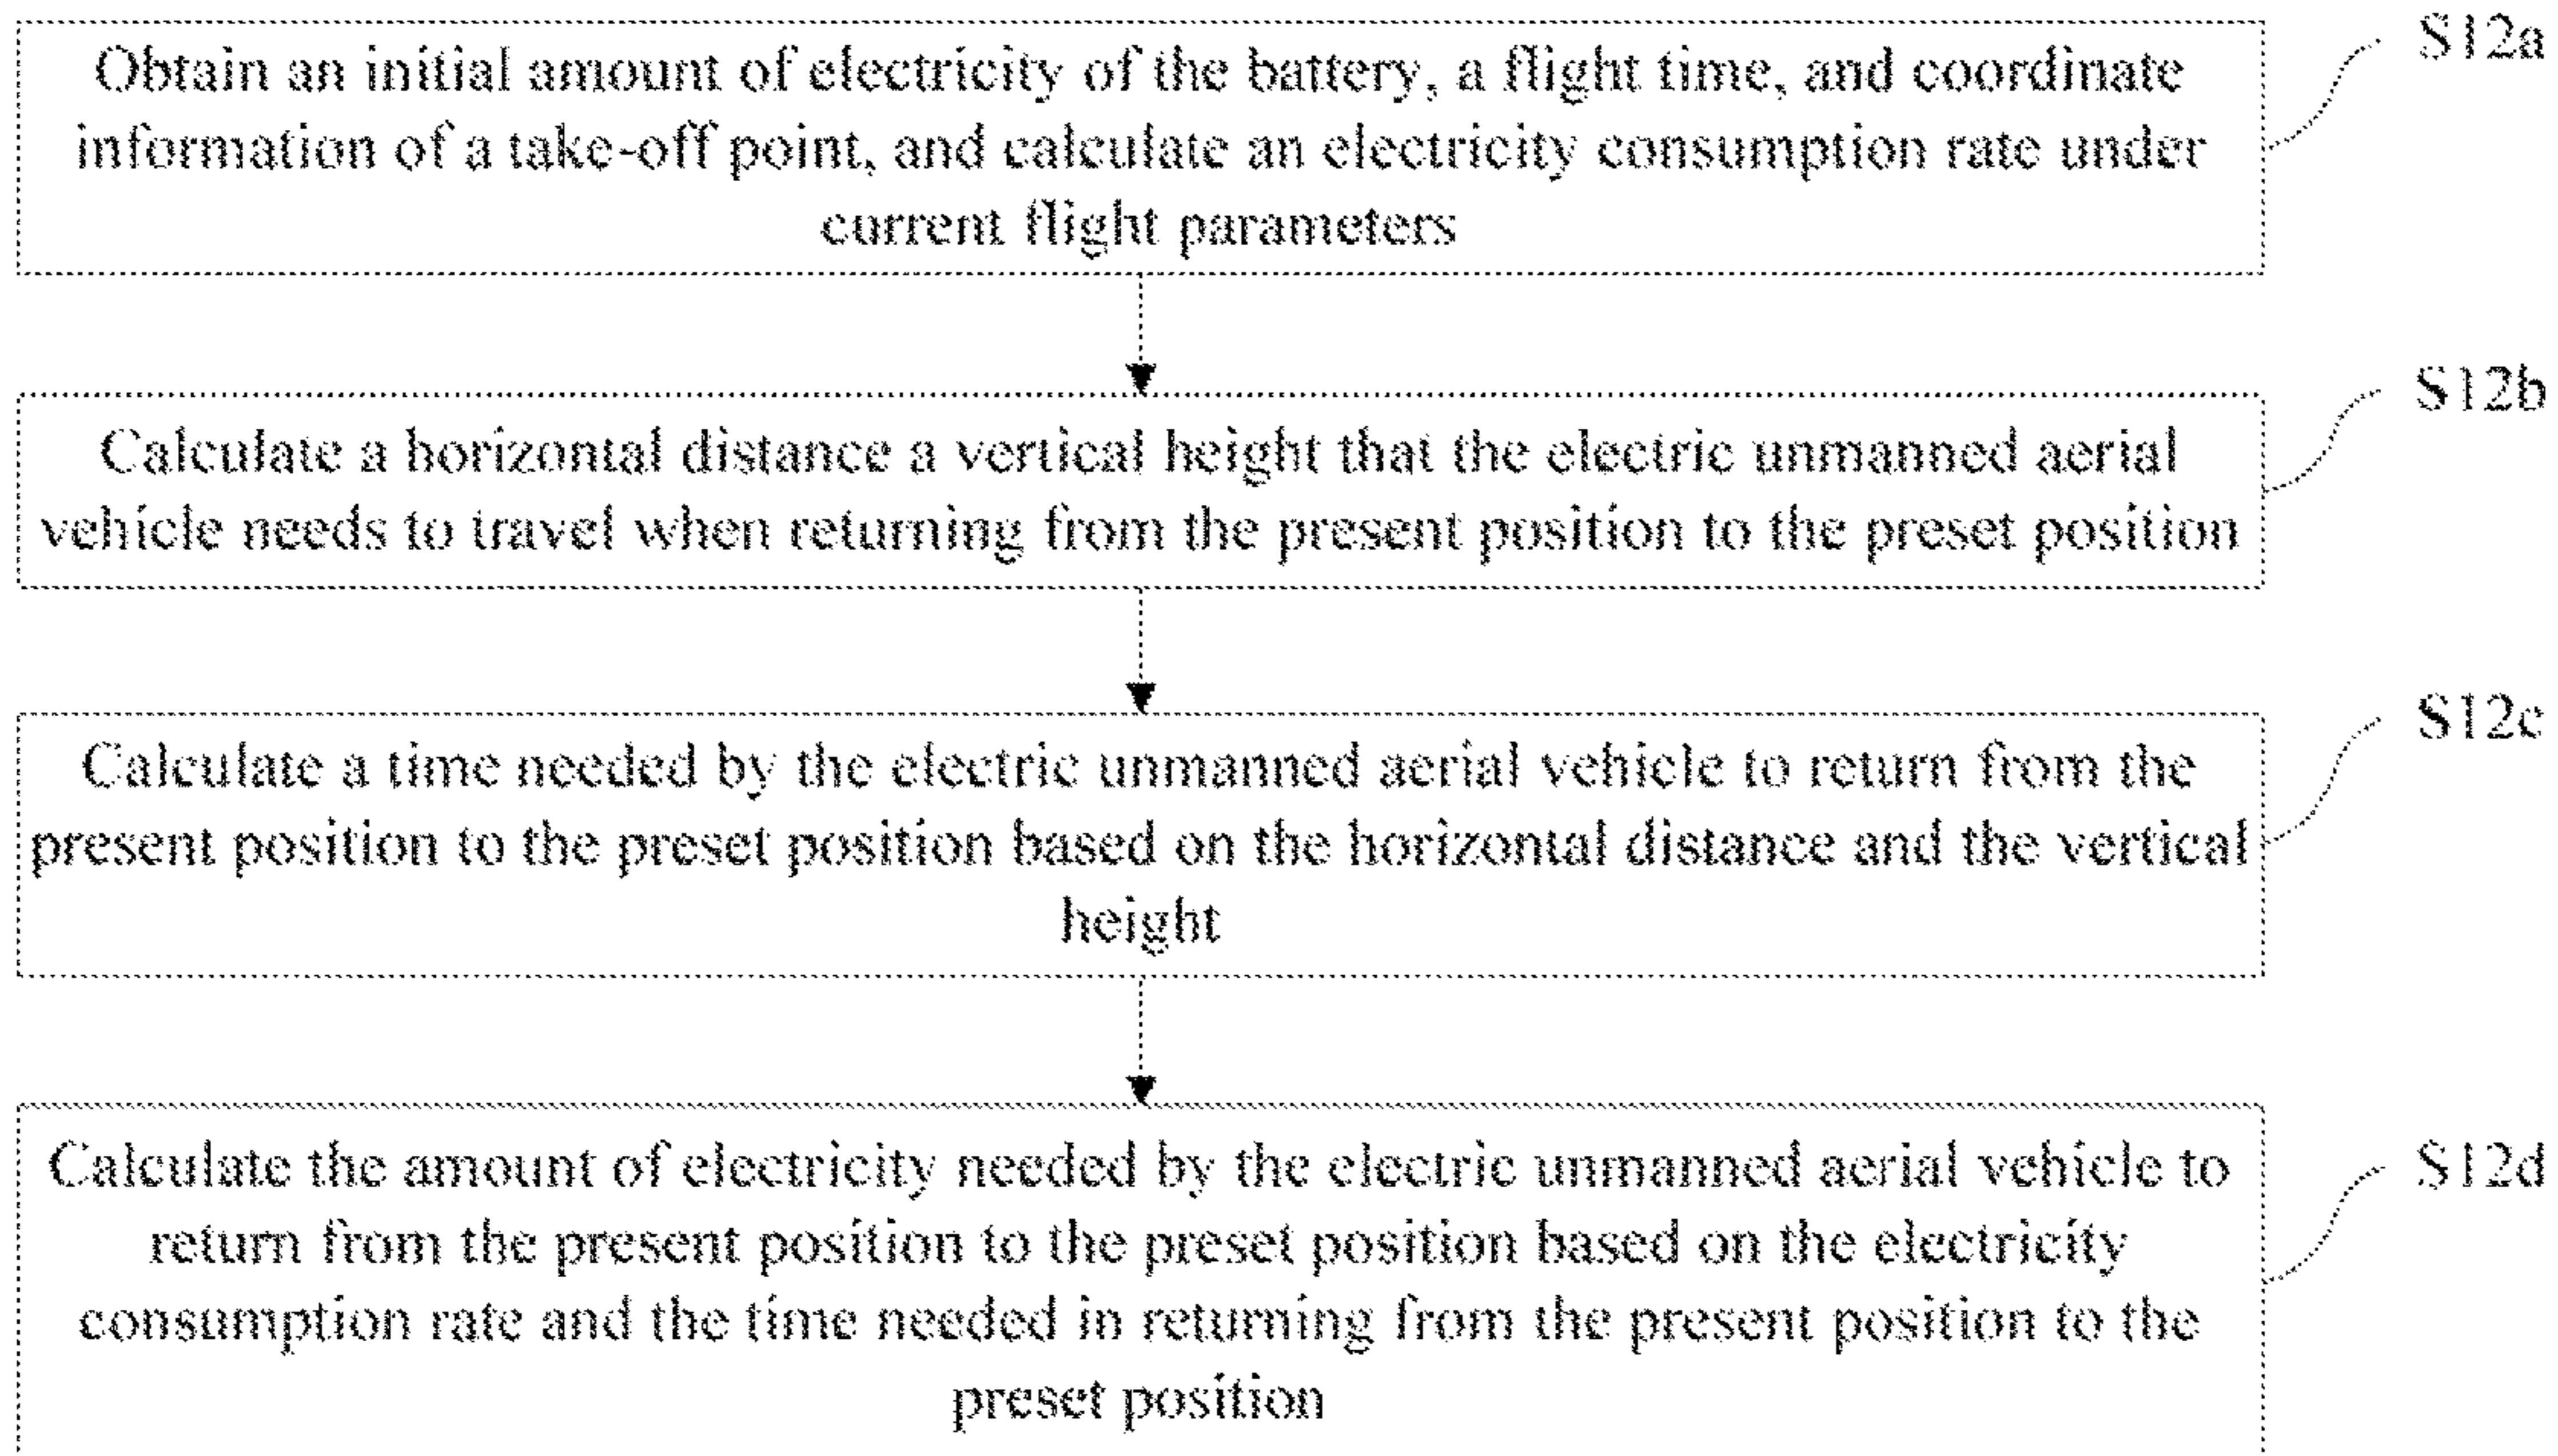 S12a
Obtain an initial amount of electricity of the battery, a flight time, and coordinate
information of a take-off point, and calculate an electricity consumption rate under
current flight parameters
S12b
Calculate a horizontal distance a vertical height that the electric unmanned aerial
vehicle needs to travel when returning from the present position to the preset position
S12c
Calculate a time needed by the electric unmanned aerial vehicle to return from the
present position to the preset position based on the horizontal distance and the vertical
height
S12d
Calculate the amount of electricity needed by the electric unmanned aerial vehicle to
return from the present position to the preset position based on the electricity
consumption rate and the time needed in returning from the present position to the
preset position